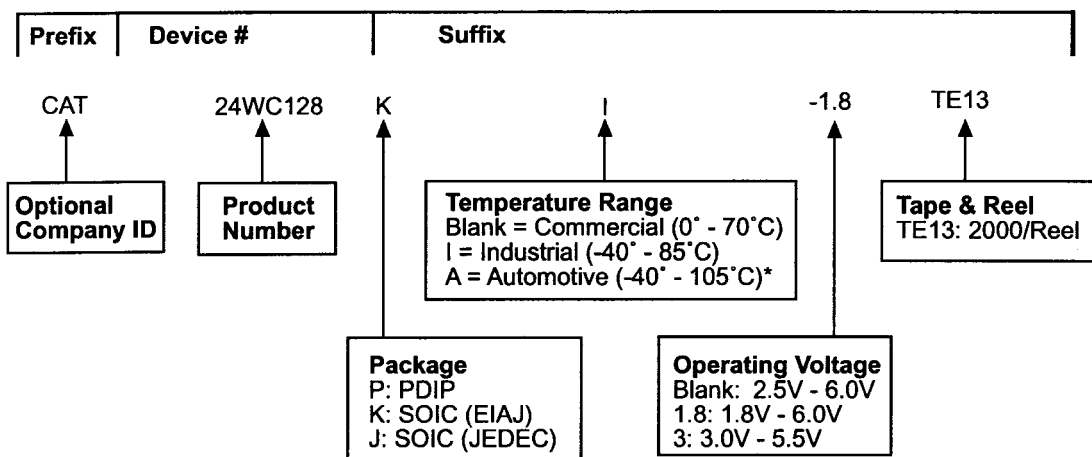 Prefix Device # Suffix
CAT 24WC128 K I -1.8 TE13
Optional
Company ID
Product
Number
Temperature Range
Blank = Commercial (0˚ - 70˚C)
I = Industrial (-40˚ - 85˚C)
A = Automotive (-40˚ - 105˚C)*
Tape & Reel
TE13: 2000/Reel
Package
P: PDIP
K: SOIC (EIAJ)
J: SOIC (JEDEC)
Operating Voltage
Blank: 2.5V - 6.0V
1.8: 1.8V - 6.0V
3: 3.0V - 5.5V